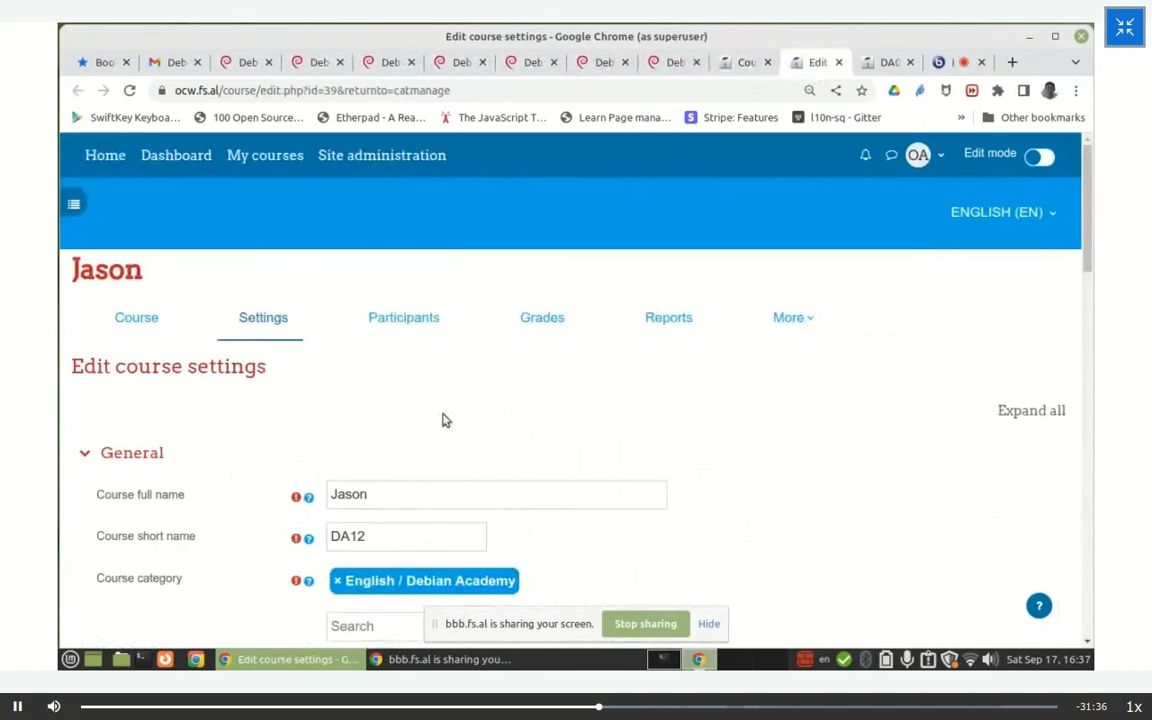 Edit course settings - Google Chrome (as superuser)
Boo
Deb
Deb
Deb
Deb
Deb
Deb
Deb
Deb
Cou
Edit
DAC
ocw.fs.al/course/edit.php?id=39&returnto=catmanage
SwiftKey Keyboa...
100 Open Source...
Etherpad - A Rea...
The JavaScript T...
Learn Page mana...
Stripe: Features
l10n-sq - Gitter
»
Other bookmarks
Home
Dashboard
My courses
Site administration
OA
Edit mode
ENGLISH (EN)
Jason
Course
Settings
Participants
Grades
Reports
More
Edit course settings
Expand all
General
Course full name
Jason
Course short name
DA12
Course category
× English / Debian Academy
Search
bbb.fs.al is sharing your screen.
Stop sharing
Hide
?
Edit course settings - G...
bbb.fs.al is sharing you...
en
Sat Sep 17, 16:37
-31:36
1x